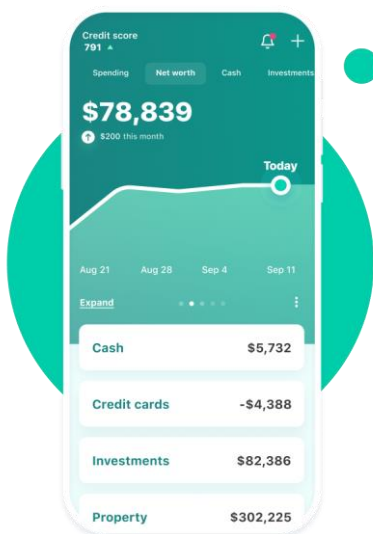 Credit score
791
Spending Net worth Cash Investments
$78,839
$200 this month
Today
Aug 21 Aug 28 Sep 4 Sep 11
Expand
Cash $5,732
Credit cards -$4,388
Investments $82,386
Property $302,225